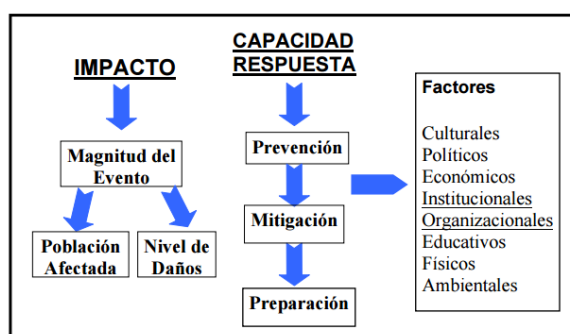 IMPACTO
Magnitud del
Evento
Población
Afectada
Nivel de
Daños
CAPACIDAD
RESPUESTA
Prevención
Mitigación
Preparación
Factores
Culturales
Políticos
Económicos
Institucionales
Organizacionales
Educativos
Físicos
Ambientales